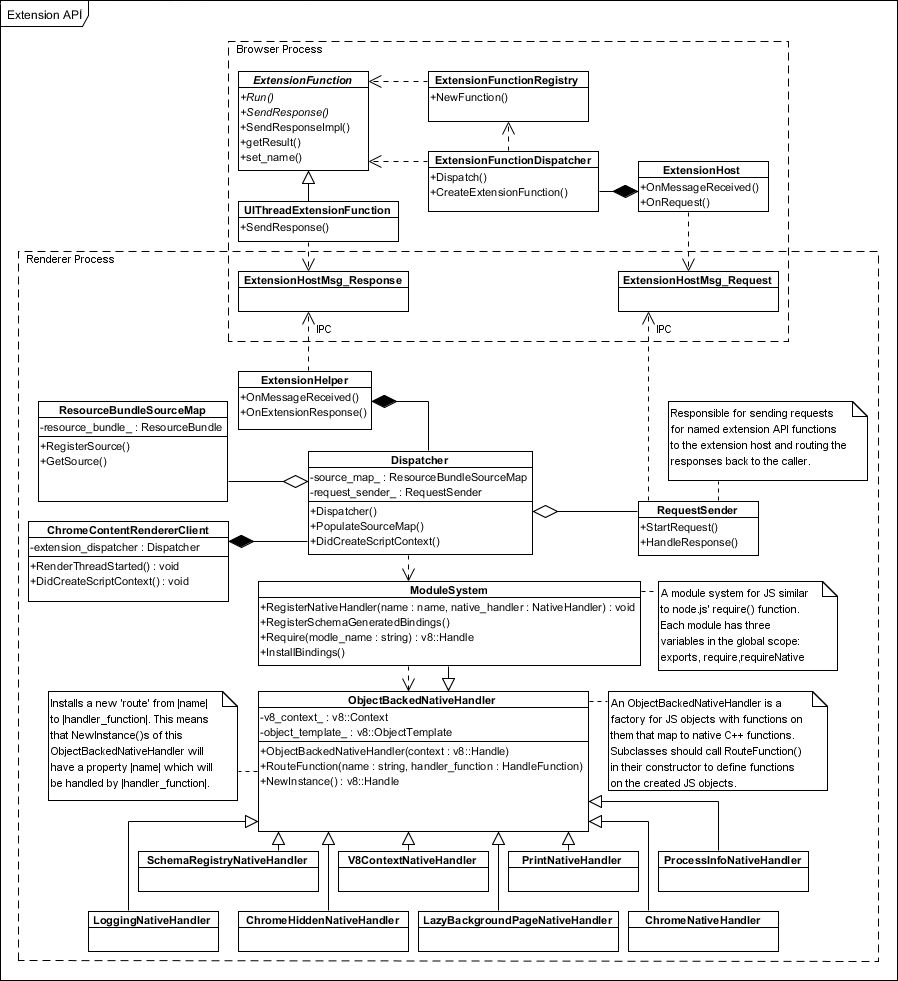 Extension API
Browser Process
ExtensionFunction
+Run()
+SendResponse()
+SendResponseImpl()
+getResult()
+set_name()
ExtensionFunctionRegistry
+NewFunction()
ExtensionFunctionDispatcher
+Dispatch()
+CreateExtensionFunction()
ExtensionHost
+OnMessageReceived()
+OnRequest()
UIThreadExtensionFunction
+SendResponse()
Renderer Process
ExtensionHostMsg_Response
ExtensionHostMsg_Request
IPC
IPC
ExtensionHelper
+OnMessageReceived()
+OnExtensionResponse()
ResourceBundleSourceMap
-resource_bundle_ : ResourceBundle
+RegisterSource()
+GetSource()
Responsible for sending requests
for named extension API functions
to the extension host and routing the
responses back to the caller.
Dispatcher
-source_map_ : ResourceBundleSourceMap
-request_sender_ : RequestSender
+Dispatcher()
+PopulateSourceMap()
+DidCreateScriptContext()
RequestSender
+StartRequest()
+HandleResponse()
ChromeContentRendererClient
-extension_dispatcher : Dispatcher
+RenderThreadStarted() : void
+DidCreateScriptContext() : void
ModuleSystem
+RegisterNativeHandler(name : name, native_handler : NativeHandler) : void
+RegisterSchemaGeneratedBindings()
+Require(modle_name : string) : v8::Handle
+InstallBindings()
A module system for JS similar
to node.js' require() function.
Each module has three
variables in the global scope:
exports, require,requireNative
Installs a new 'route' from |name|
to |handler_function|. This means
that NewInstance()s of this
ObjectBackedNativeHandler will
have a property |name| which will
be handled by |handler_function|.
ObjectBackedNativeHandler
-v8_context_ : v8::Context
-object_template_ : v8::ObjectTemplate
+ObjectBackedNativeHandler(context : v8::Handle)
+RouteFunction(name : string, handler_function : HandleFunction)
+NewInstance() : v8::Handle
An ObjectBackedNativeHandler is a
factory for JS objects with functions on
them that map to native C++ functions.
Subclasses should call RouteFunction()
in their constructor to define functions
on the created JS objects.
SchemaRegistryNativeHandler
V8ContextNativeHandler
PrintNativeHandler
ProcessInfoNativeHandler
LoggingNativeHandler
ChromeHiddenNativeHandler
LazyBackgroundPageNativeHandler
ChromeNativeHandler